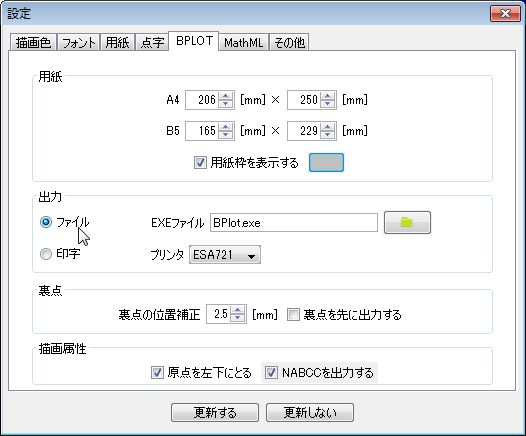 設定
描画色 フォント 用紙 点字 BPLOT MathML その他
用紙
A4 206 [mm] × 250 [mm]
B5 165 [mm] × 229 [mm]
用紙枠を表示する
出力
ファイル EXEファイル BPlot.exe
印字 プリンタ ESA721
裏点
裏点の位置補正 2.5 [mm] 裏点を先に出力する
描画属性
原点を左下にとる NABCCを出力する
更新する 更新しない